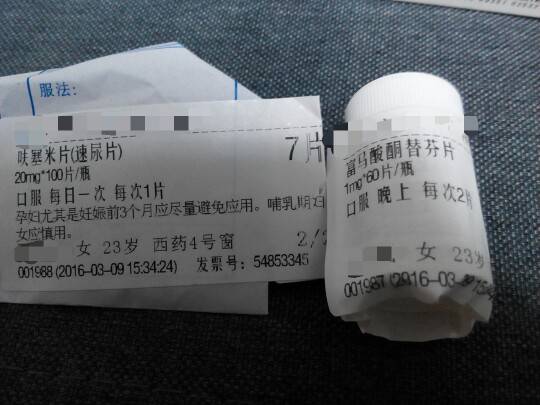 服法:
呋塞米片(速尿片)
7片
20mg*100片/瓶
口服 每日一次 每次1片
孕妇尤其是妊娠前3个月应尽量避免应用。哺乳期妇
女应慎用。
女 23岁 西药4号窗
2/
001988 (2016-03-09 15:34:24) 发票号: 54853345
富马酸酮替芬片
1mg*60片/瓶
口服 晚上 每次2片
女 23岁
001987 (2016-03-09 15:34